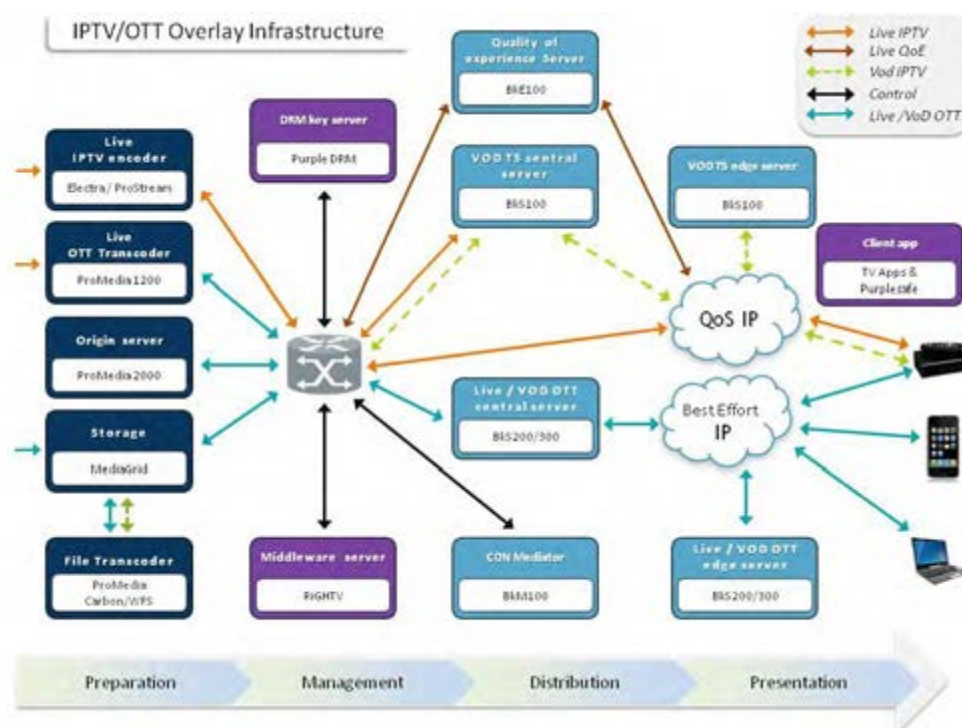 IPTV/OTT Overlay Infrastructure
Live IPTV
Live QoE
Vod IPTV
Control
Live /VoD OTT
Quality of
experience Server
BkE100
DRM key server
Purple DRM
Live
IPTV encoder
Electra/ ProStream
VOD TS sentral
server
BkS100
VOD TS edge server
BkS100
Live
OTT Transcoder
ProMedia1200
Client app
TV Apps &
Purplesafe
QoS IP
Origin server
ProMedia2000
Live / VOD OTT
central server
BkS200/300
Best Effort
IP
Storage
MediaGrid
File Transcoder
ProMedia
Carbon/WFS
Middleware server
RiGHTV
CDN Mediator
BkM100
Live / VOD OTT
edge server
BkS200/300
Preparation
Management
Distribution
Presentation